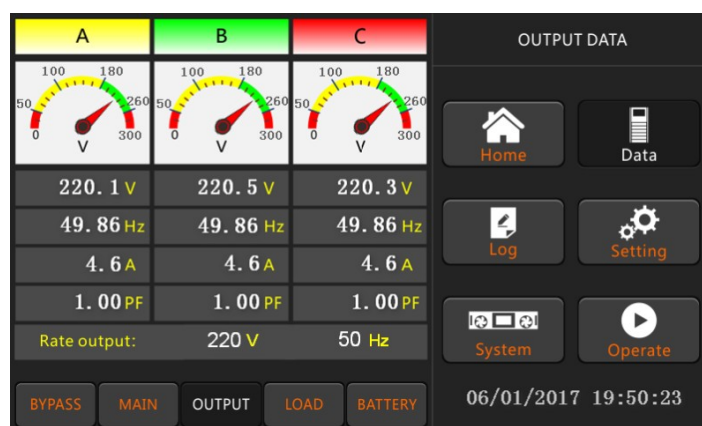 A B C OUTPUT DATA
100 180 100 180 100 180
50 260 50 260 50 260
0 300 0 300 0 300
V V V
Home Data
220.1 V 220.5 V 220.3 V
49.86 Hz 49.86 Hz 49.86 Hz
Log Setting
4.6 A 4.6 A 4.6 A
1.00 PF 1.00 PF 1.00 PF
Rate output: 220 V 50 Hz
System Operate
BYPASS MAIN OUTPUT LOAD BATTERY
06/01/2017 19:50:23